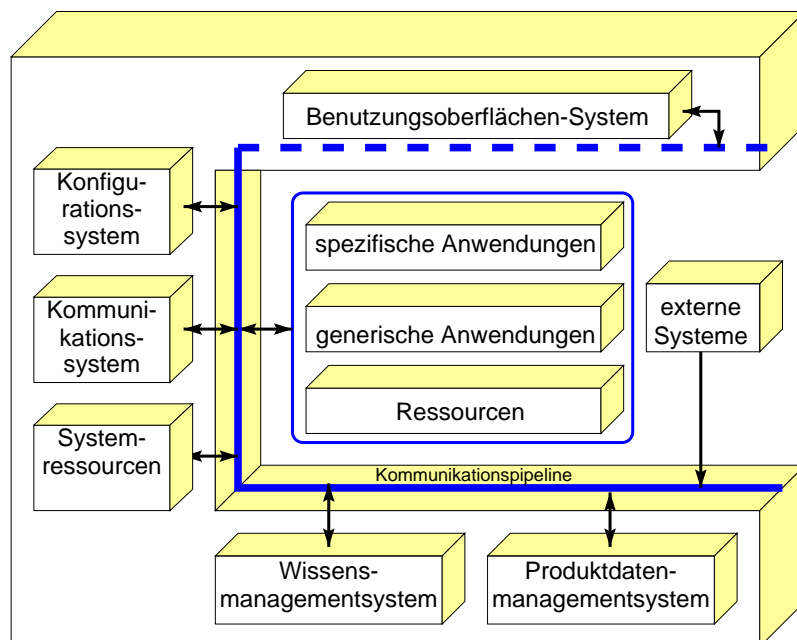 Benutzungsoberflächen-System
Konfigu-
rations-
system
spezifische Anwendungen
Kommuni-
kations-
system
generische Anwendungen
externe
Systeme
Ressourcen
System-
ressourcen
Kommunikationspipeline
Wissens-
managementsystem
Produktdaten-
managementsystem